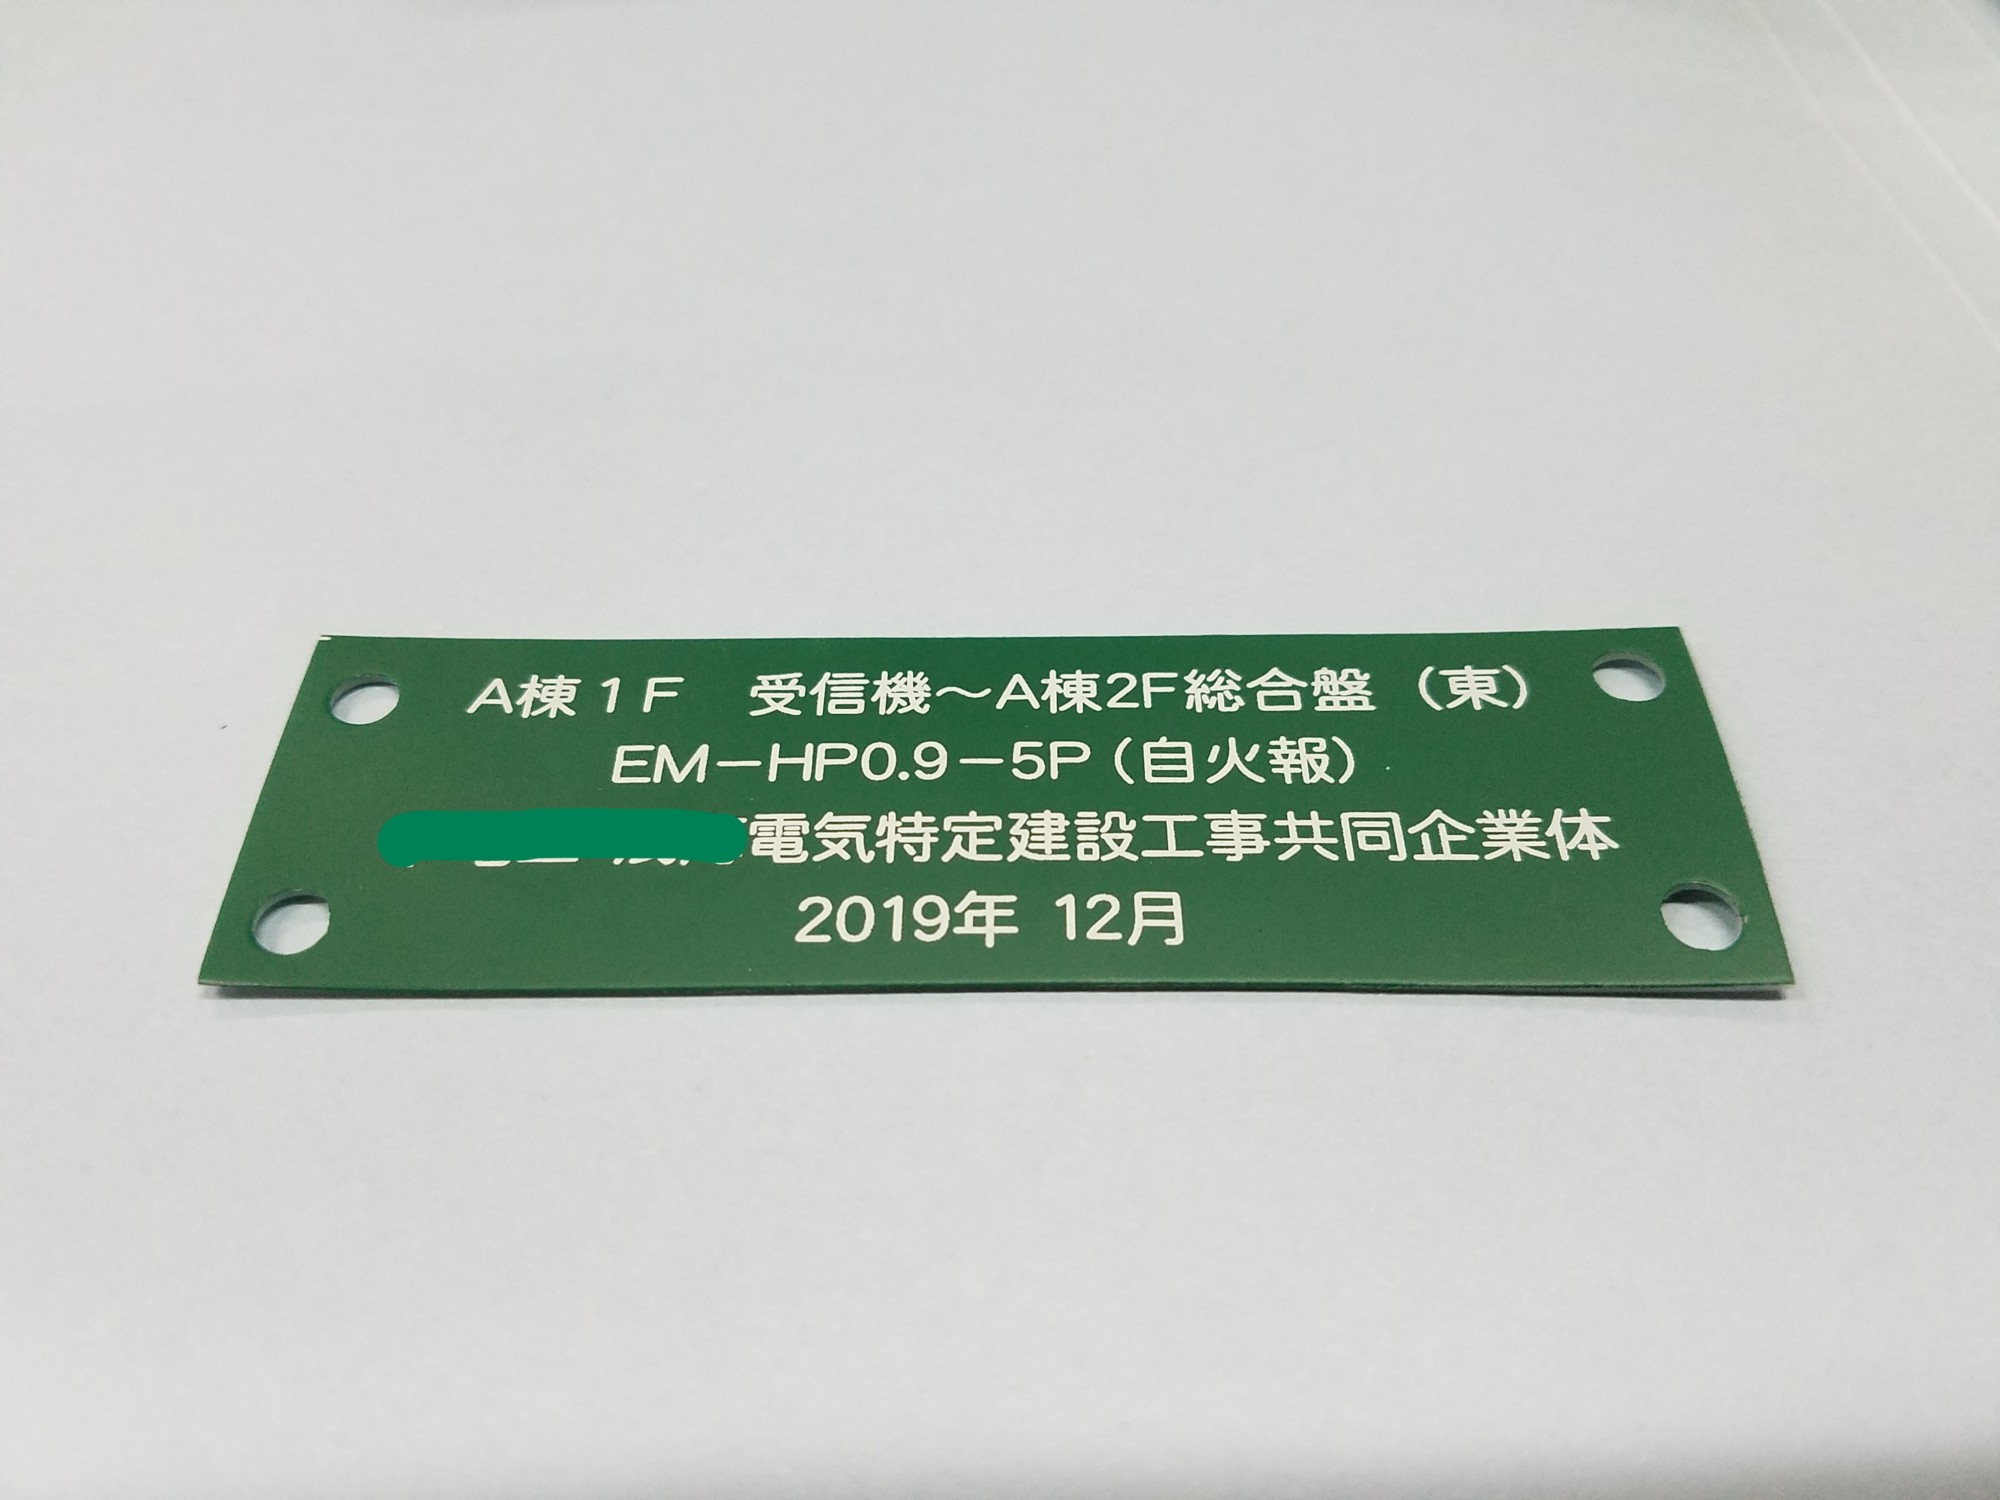 A棟1F　受信機～A棟2F総合盤（東）
EM－HP0.9－5P（自火報）
電気特定建設工事共同企業体
2019年 12月